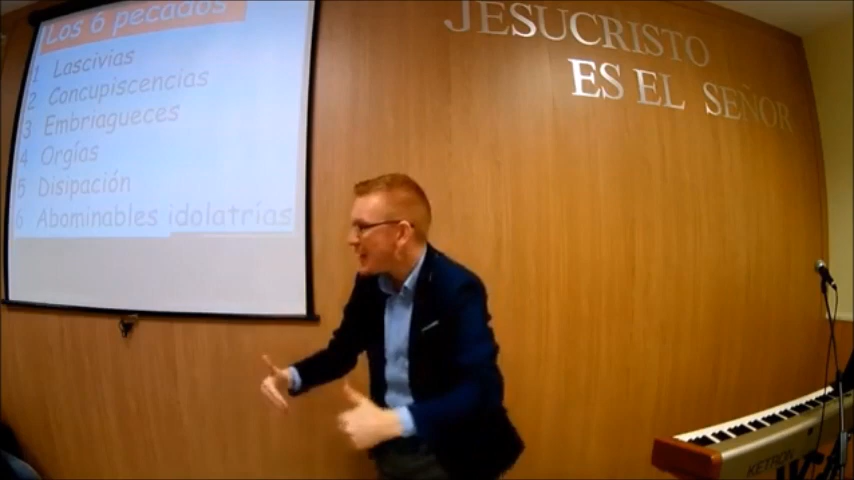 Los 6 pecados
1 Lascivias
2 Concupiscencias
3 Embriagueces
4 Orgías
5 Disipación
6 Abominables idolatrías
JESUCRISTO
ES EL SEÑOR
KETRON